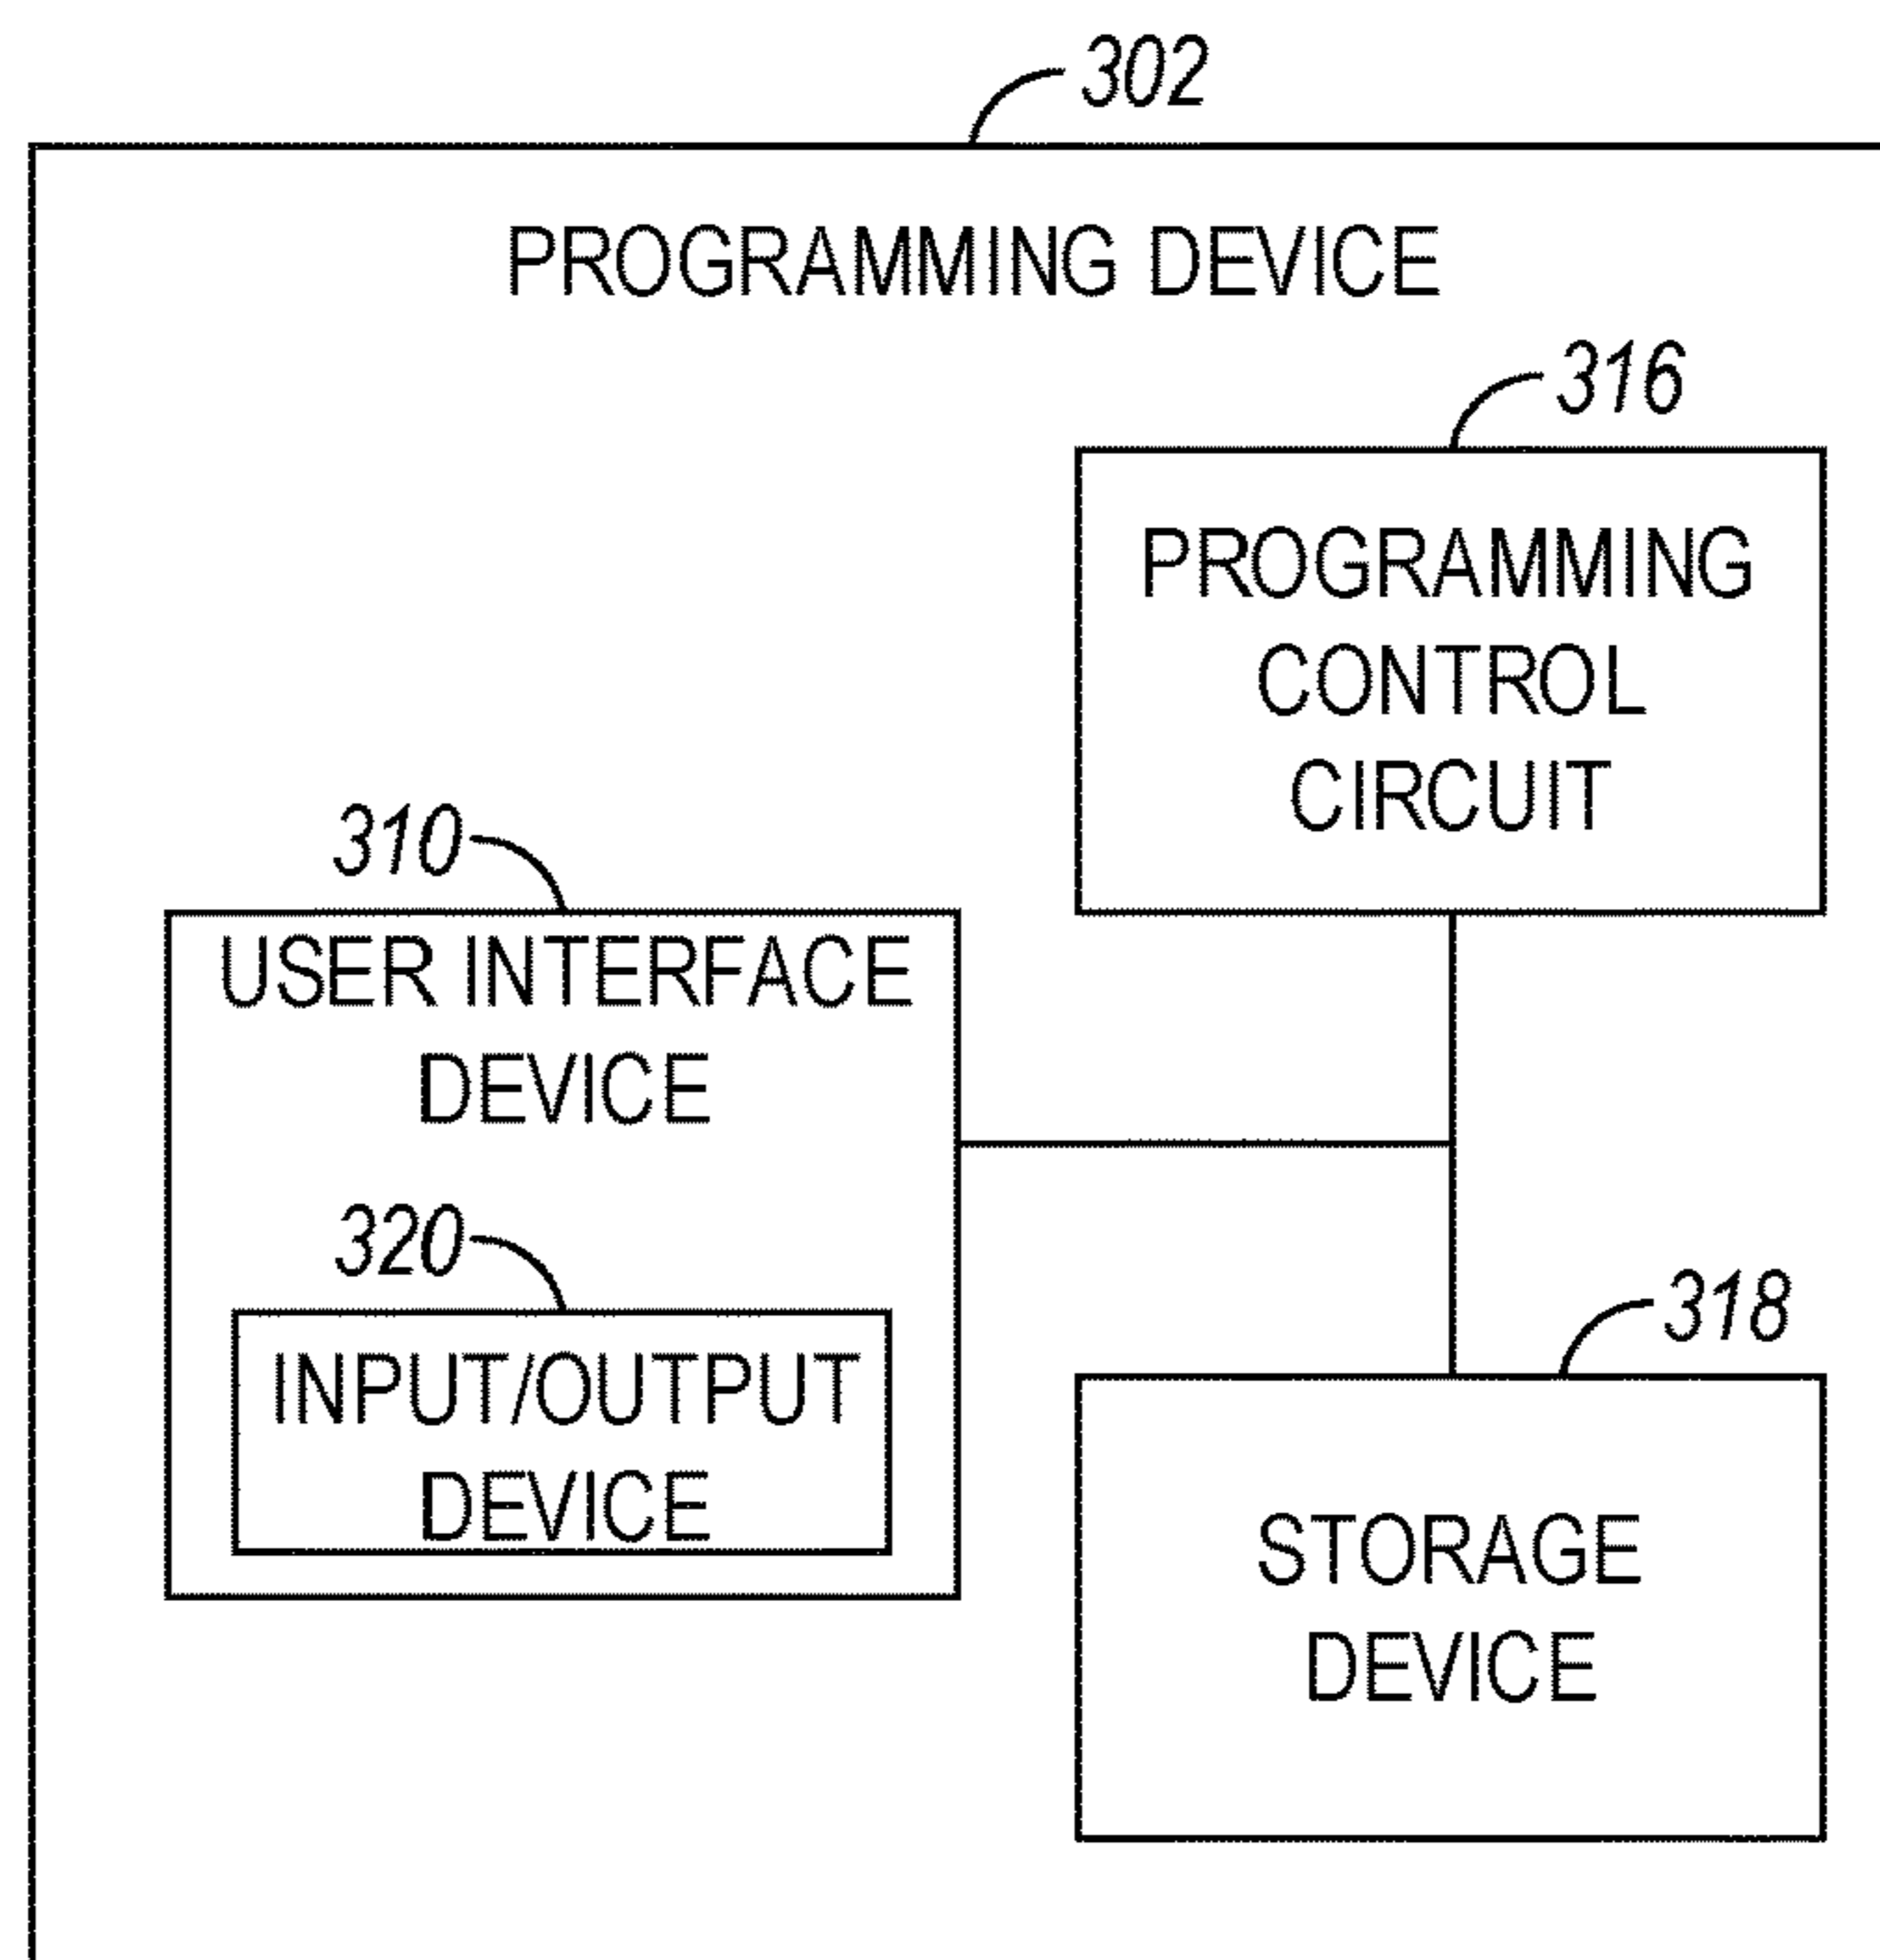 302
PROGRAMMING DEVICE
316
PROGRAMMING
CONTROL
CIRCUIT
310
USER INTERFACE
DEVICE
320
INPUT/OUTPUT
DEVICE
318
STORAGE
DEVICE